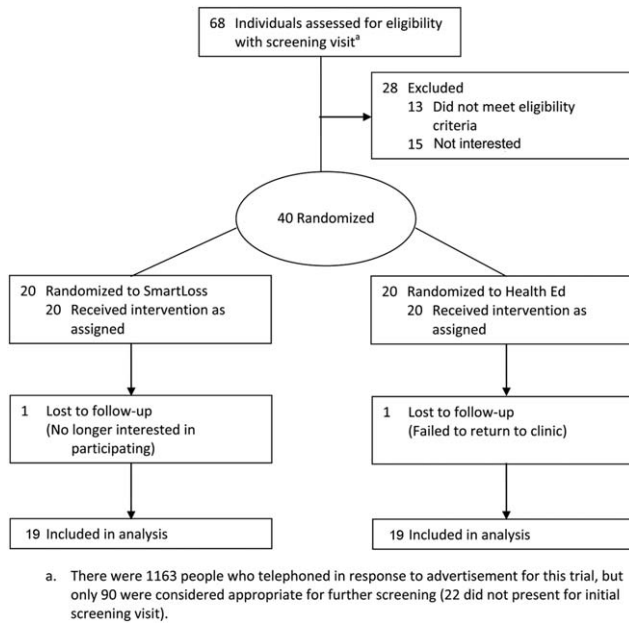 68 Individuals assessed for eligibility
with screening visitª
28 Excluded
13 Did not meet eligibility
criteria
15 Not interested
40 Randomized
20 Randomized to SmartLoss
20 Received intervention as
assigned
20 Randomized to Health Ed
20 Received intervention as
assigned
1 Lost to follow-up
(No longer interested in
participating)
1 Lost to follow-up
(Failed to return to clinic)
19 Included in analysis
19 Included in analysis
a. There were 1163 people who telephoned in response to advertisement for this trial, but
only 90 were considered appropriate for further screening (22 did not present for initial
screening visit).